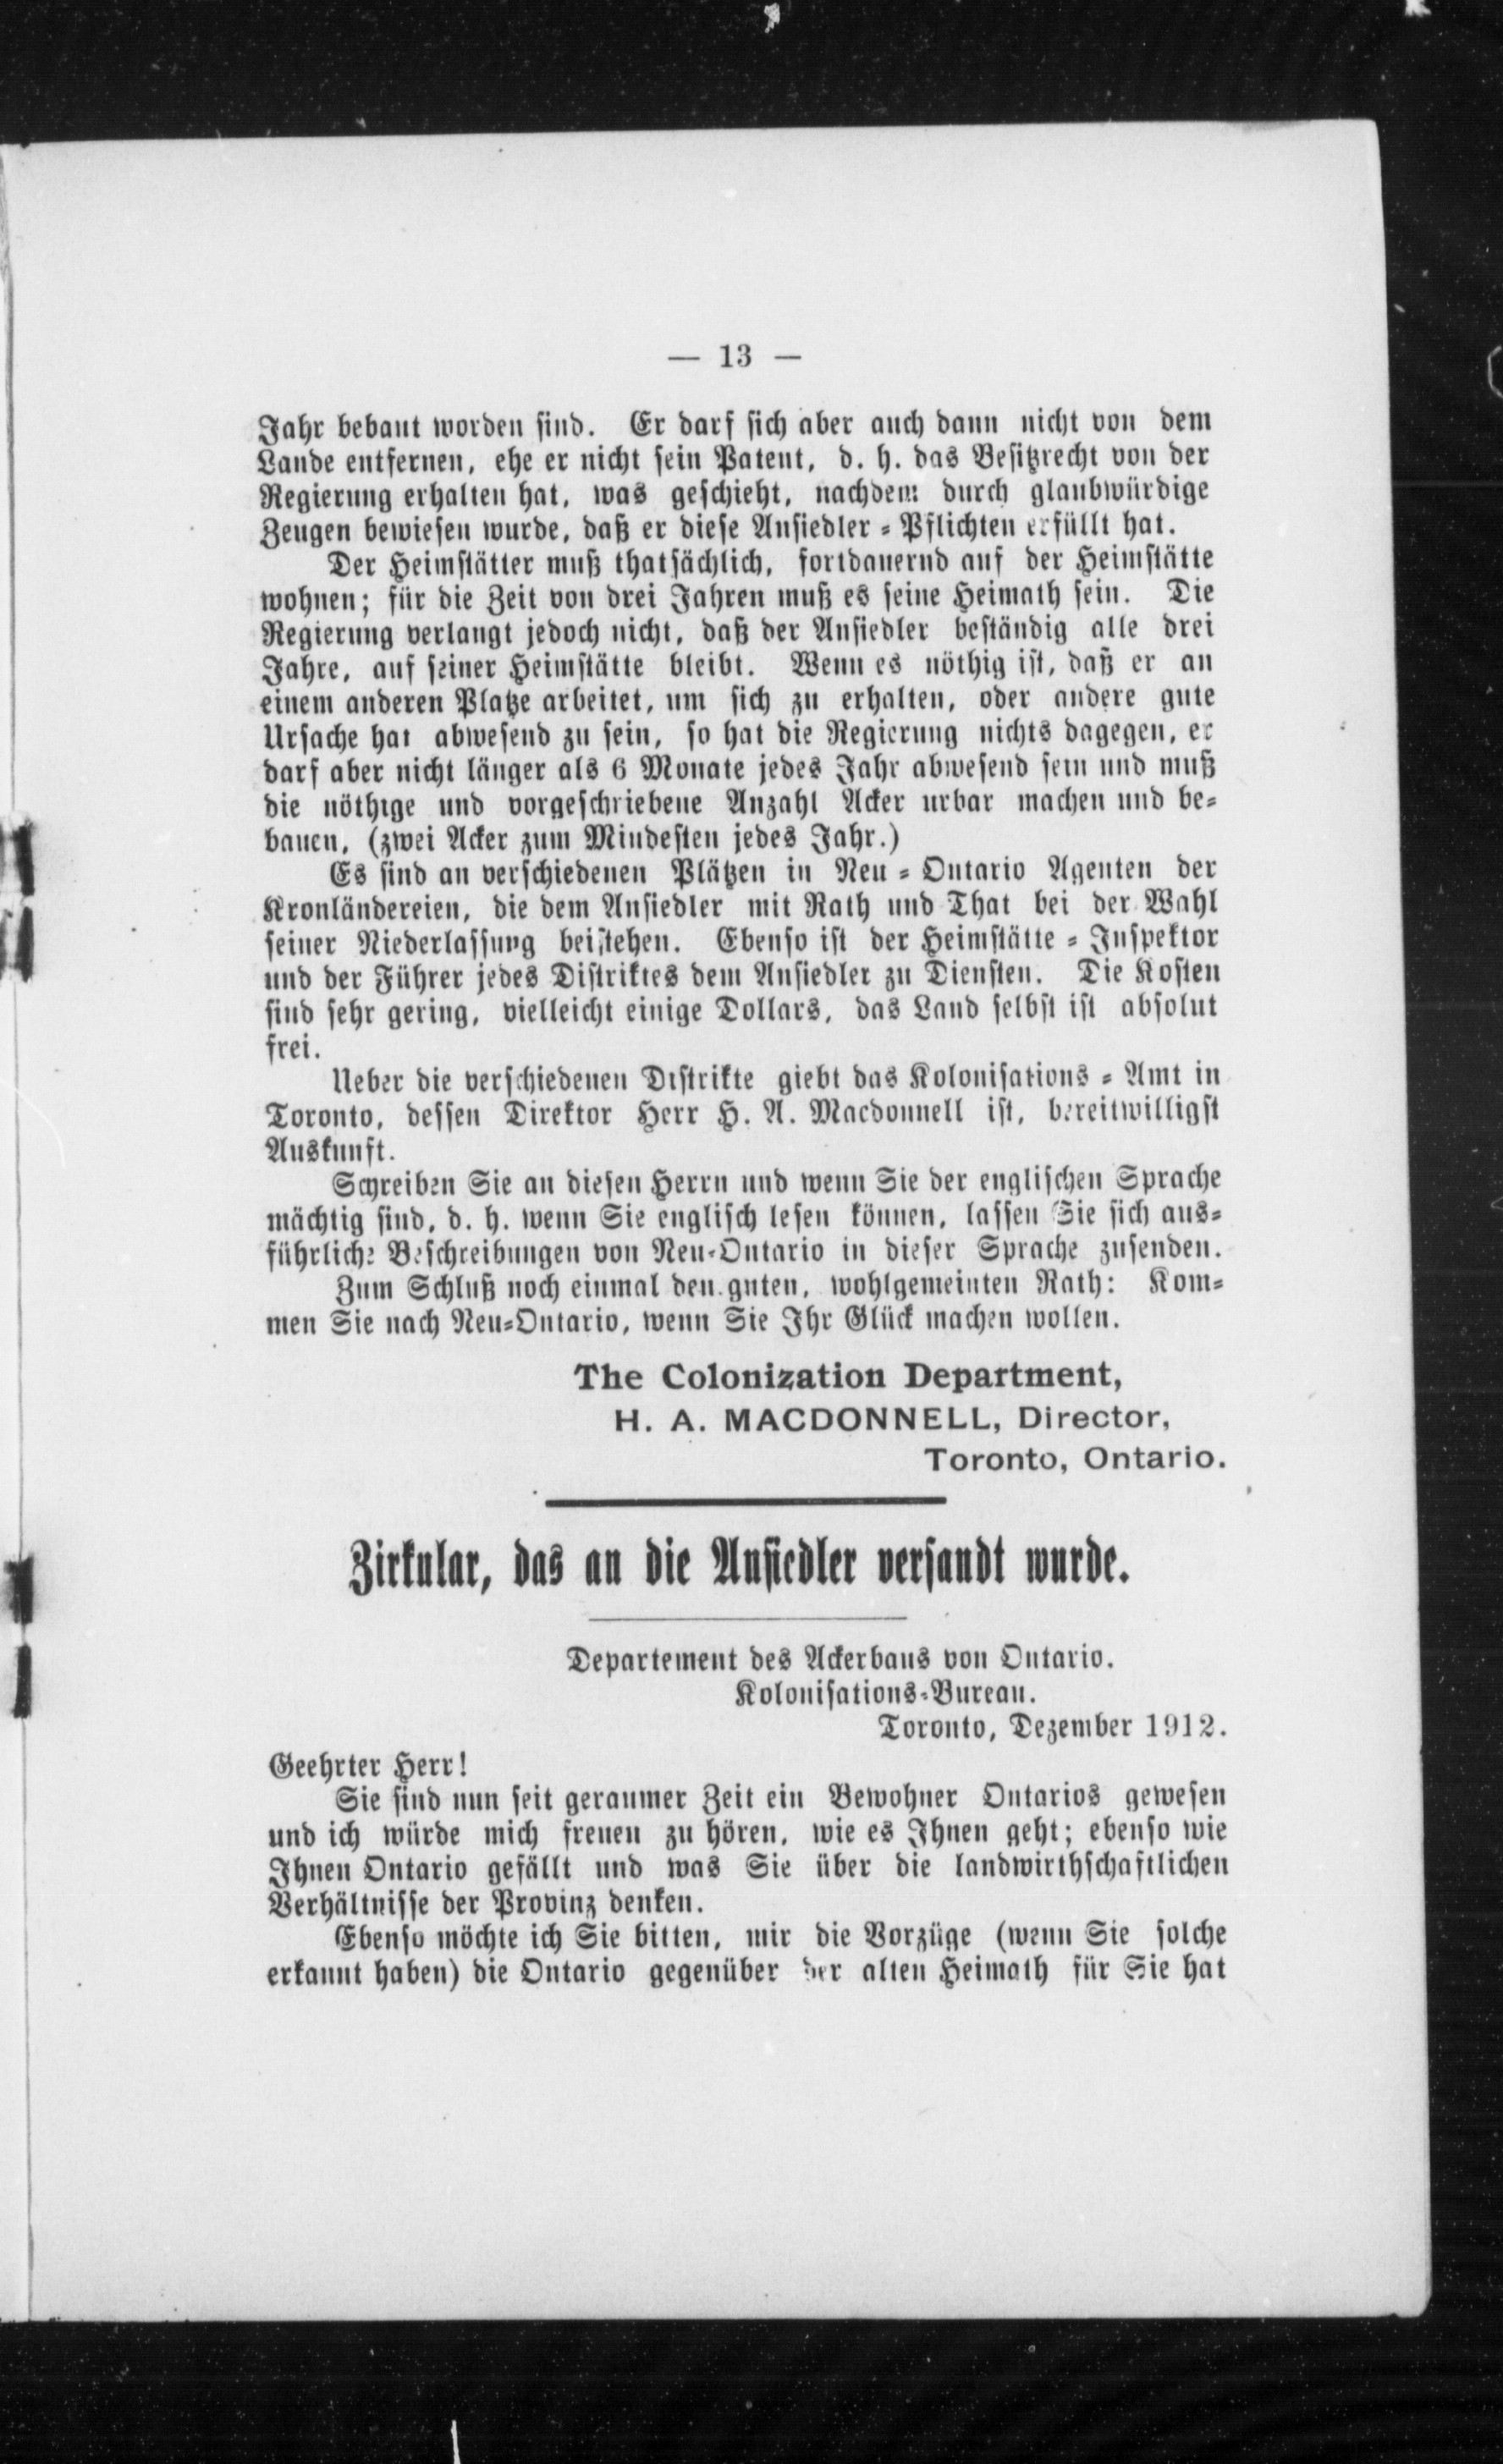 — 13 —
Jahr bebaut worden sind. Er darf sich aber auch dann nicht von dem
Lande entfernen, ehe er nicht sein Patent, d. h. das Besitzrecht von der
Regierung erhalten hat, was geschieht, nachdem durch glaubwürdige
Zeugen bewiesen wurde, daß er diese Ansiedler-Pflichten erfüllt hat.
Der Heimstätter muß thatsächlich, fortdauernd auf der Heimstätte
wohnen; für die Zeit von drei Jahren muß es seine Heimath sein. Die
Regierung verlangt jedoch nicht, daß der Ansiedler beständig alle drei
Jahre, auf seiner Heimstätte bleibt. Wenn es nöthig ist, daß er an
einem anderen Platze arbeitet, um sich zu erhalten, oder andere gute
Ursache hat abwesend zu sein, so hat die Regierung nichts dagegen, er
darf aber nicht länger als 6 Monate jedes Jahr abwesend sein und muß
die nöthige und vorgeschriebene Anzahl Acker urbar machen und be-
bauen, (zwei Acker zum Mindesten jedes Jahr.)
Es sind an verschiedenen Plätzen in Neu-Ontario Agenten der
Kronländereien, die dem Ansiedler mit Rath und That bei der Wahl
seiner Niederlassung beistehen. Ebenso ist der Heimstätte-Inspektor
und der Führer jedes Distriktes dem Ansiedler zu Diensten. Die Kosten
sind sehr gering, vielleicht einige Dollars, das Land selbst ist absolut
frei.
Ueber die verschiedenen Distrikte giebt das Kolonisations-Amt in
Toronto, dessen Direktor Herr H. A. Macdonnell ist, bereitwilligst
Auskunft.
Schreiben Sie an diesen Herrn und wenn Sie der englischen Sprache
mächtig sind, d. h. wenn Sie englisch lesen können, lassen Sie sich aus-
führliche Beschreibungen von Neu-Ontario in dieser Sprache zusenden.
Zum Schluß noch einmal den guten, wohlgemeinten Rath: Kom-
men Sie nach Neu-Ontario, wenn Sie Ihr Glück machen wollen.
The Colonization Department,
H. A. MACDONNELL, Director,
Toronto, Ontario.
Zirkular, das an die Ansiedler versandt wurde.
Departement des Ackerbaus von Ontario.
Kolonisations-Bureau.
Toronto, Dezember 1912.
Geehrter Herr!
Sie sind nun seit geraumer Zeit ein Bewohner Ontarios gewesen
und ich würde mich freuen zu hören, wie es Ihnen geht; ebenso wie
Ihnen Ontario gefällt und was Sie über die landwirthschaftlichen
Verhältnisse der Provinz denken.
Ebenso möchte ich Sie bitten, mir die Vorzüge (wenn Sie solche
erkannt haben) die Ontario gegenüber der alten Heimath für Sie hat